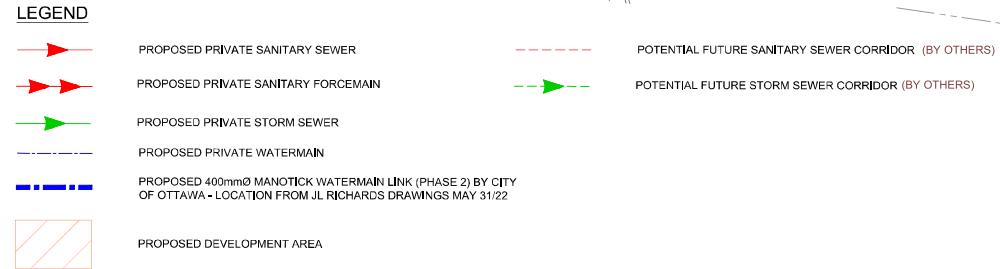 LEGEND
PROPOSED PRIVATE SANITARY SEWER
PROPOSED PRIVATE SANITARY FORCEMAIN
PROPOSED PRIVATE STORM SEWER
PROPOSED PRIVATE WATERMAIN
PROPOSED 400mmØ MANOTICK WATERMAIN LINK (PHASE 2) BY CITY
OF OTTAWA - LOCATION FROM JL RICHARDS DRAWINGS MAY 31/22
PROPOSED DEVELOPMENT AREA
POTENTIAL FUTURE SANITARY SEWER CORRIDOR (BY OTHERS)
POTENTIAL FUTURE STORM SEWER CORRIDOR (BY OTHERS)